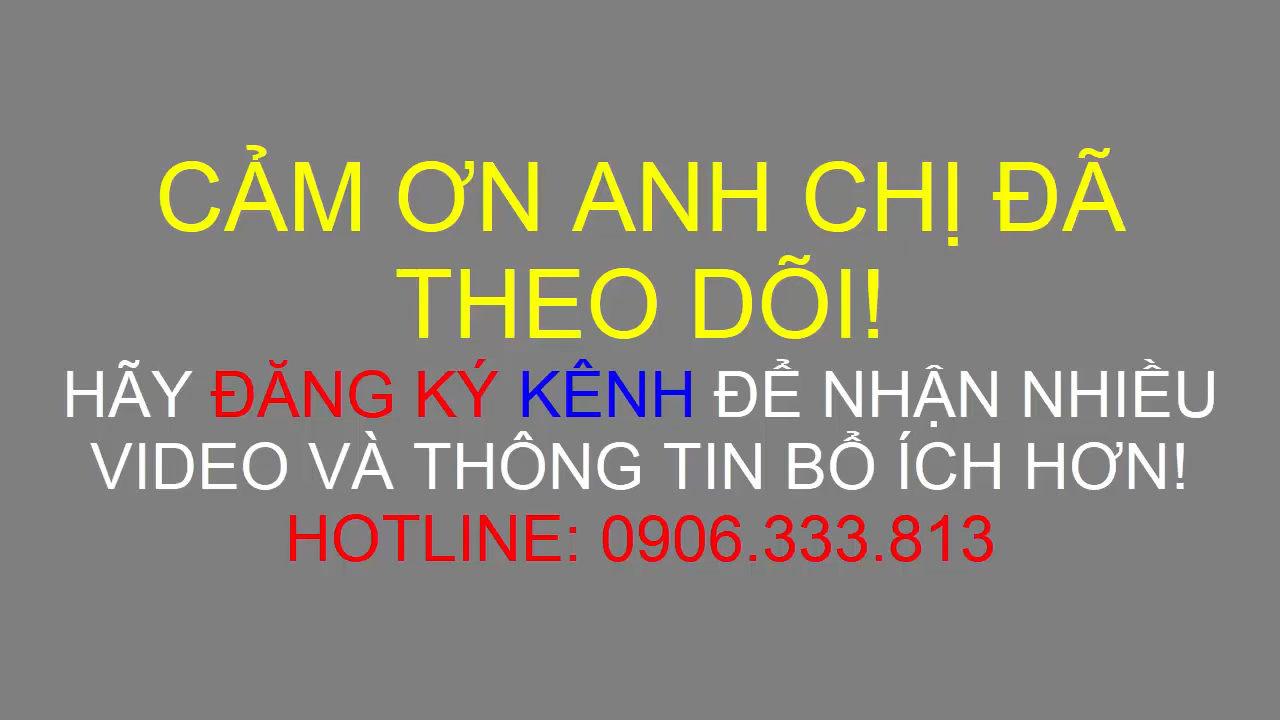 CẢM ƠN ANH CHỊ ĐÃ
THEO DÕI!
HÃY ĐĂNG KÝ KÊNH ĐỂ NHẬN NHIỀU
VIDEO VÀ THÔNG TIN BỔ ÍCH HƠN!
HOTLINE: 0906.333.813